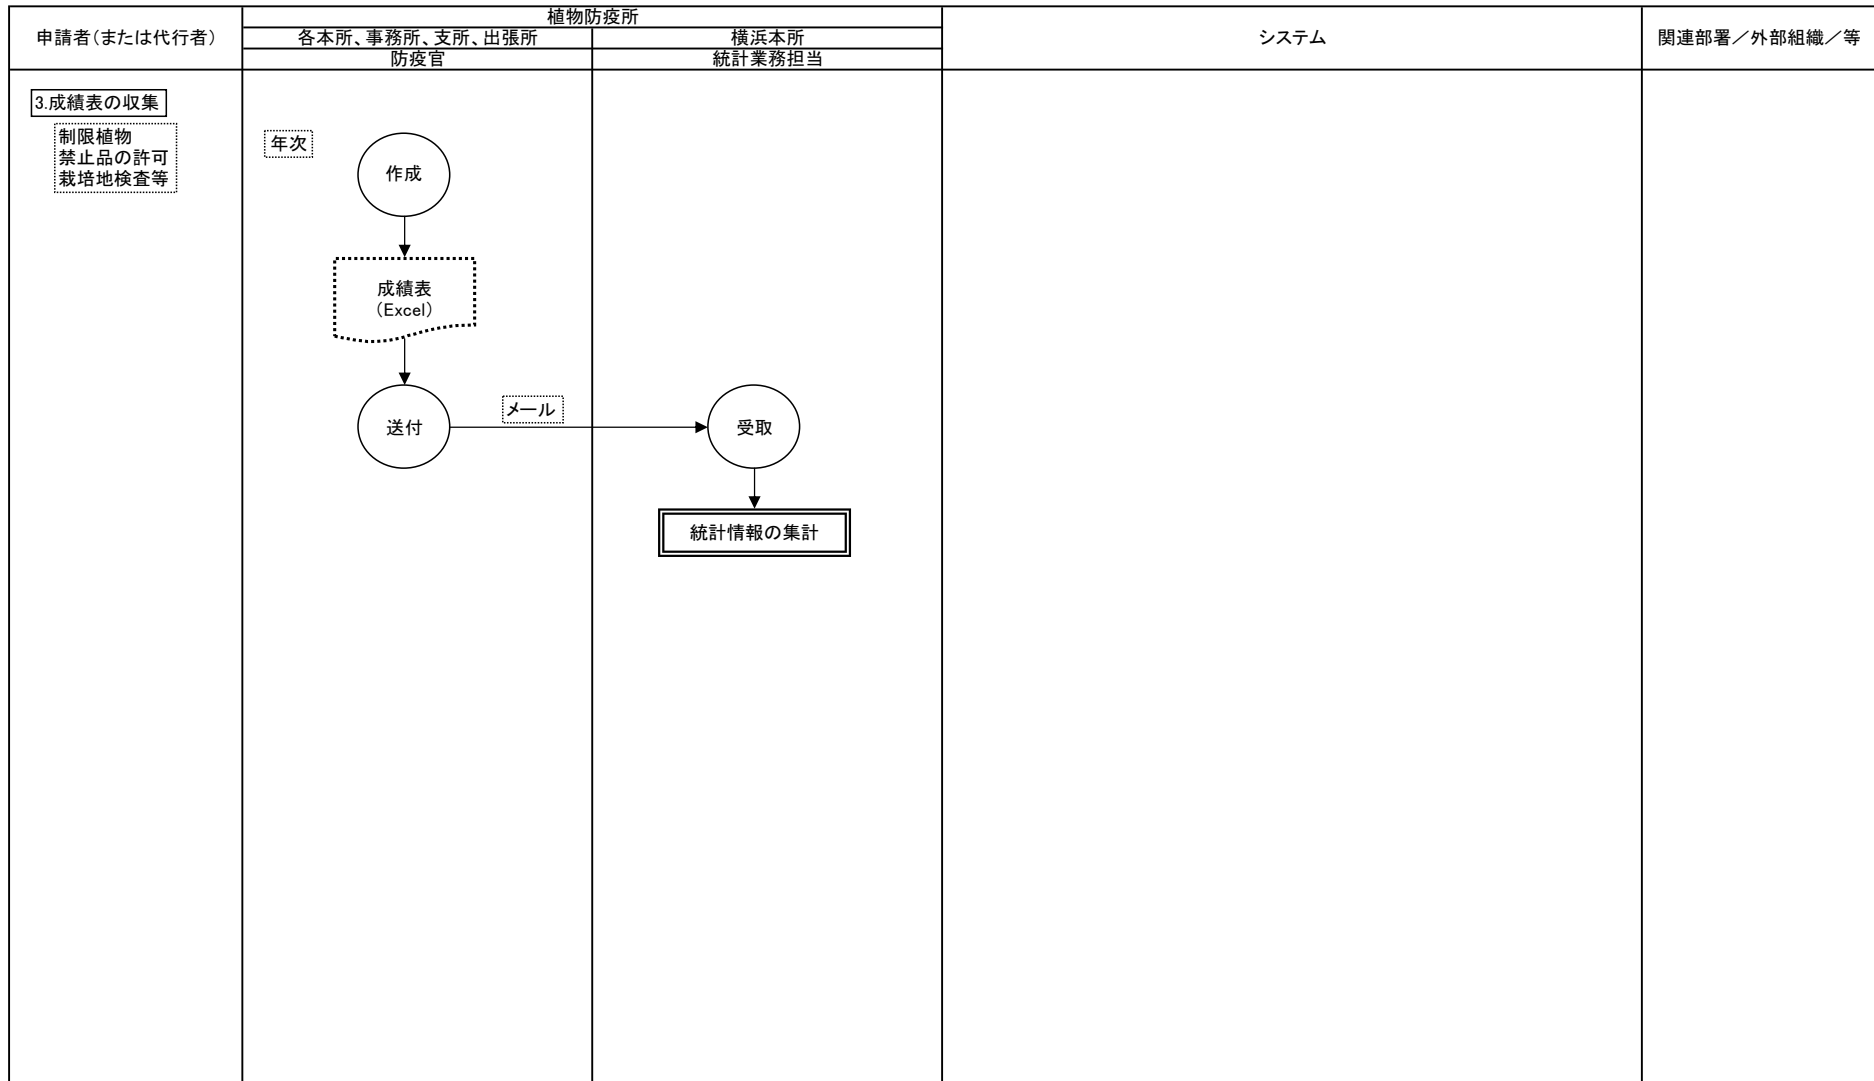 申請者（または代行者）
植物防疫所
各本所、事務所、支所、出張所
横浜本所
防疫官
統計業務担当
システム
関連部署／外部組織／等
3.成績表の収集
制限植物
禁止品の許可
栽培地検査等
年次
作成
成績表
（Excel）
送付
メール
受取
統計情報の集計